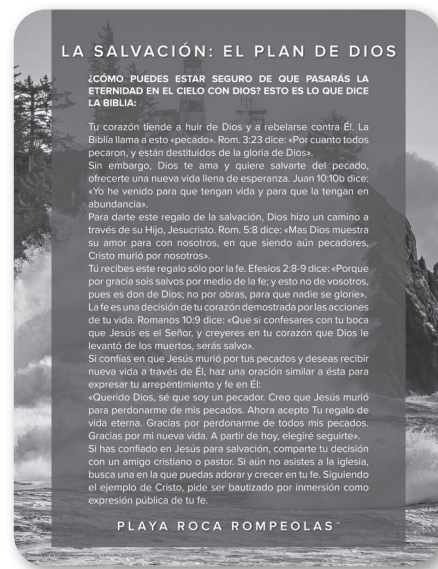 LA SALVACIÓN: EL PLAN DE DIOS
¿CÓMO PUEDES ESTAR SEGURO DE QUE PASARÁS LA
ETERNIDAD EN EL CIELO CON DIOS? ESTO ES LO QUE DICE
LA BIBLIA:
Tu corazón tiende a huir de Dios y a rebelarse contra Él. La
Biblia llama a esto «pecado». Rom. 3:23 dice: «Por cuanto todos
pecaron, y están destituidos de la gloria de Dios».
Sin embargo, Dios te ama y quiere salvarte del pecado,
ofrecerte una nueva vida llena de esperanza. Juan 10:10b dice:
«Yo he venido para que tengan vida y para que la tengan en
abundancia».
Para darte este regalo de la salvación, Dios hizo un camino a
través de su Hijo, Jesucristo. Rom. 5:8 dice: «Mas Dios muestra
su amor para con nosotros, en que siendo aún pecadores,
Cristo murió por nosotros».
Tú recibes este regalo sólo por la fe. Efesios 2:8-9 dice: «Porque
por gracia sois salvos por medio de la fe; y esto no de vosotros,
pues es don de Dios; no por obras, para que nadie se gloríe».
La fe es una decisión de tu corazón demostrada por las acciones
de tu vida. Romanos 10:9 dice: «Que si confesares con tu boca
que Jesús es el Señor, y creyeres en tu corazón que Dios le
levantó de los muertos, serás salvo».
Si confías en que Jesús murió por tus pecados y deseas recibir
nueva vida a través de Él, haz una oración similar a ésta para
expresar tu arrepentimiento y fe en Él:
«Querido Dios, sé que soy un pecador. Creo que Jesús murió
para perdonarme de mis pecados. Ahora acepto Tu regalo de
vida eterna. Gracias por perdonarme de todos mis pecados.
Gracias por mi nueva vida. A partir de hoy, elegiré seguirte».
Si has confiado en Jesús para salvación, comparte tu decisión
con un amigo cristiano o pastor. Si aún no asistes a la iglesia,
busca una en la que puedas adorar y crecer en tu fe. Siguiendo
el ejemplo de Cristo, pide ser bautizado por inmersión como
expresión pública de tu fe.
PLAYA ROCA ROMPEOLAS™